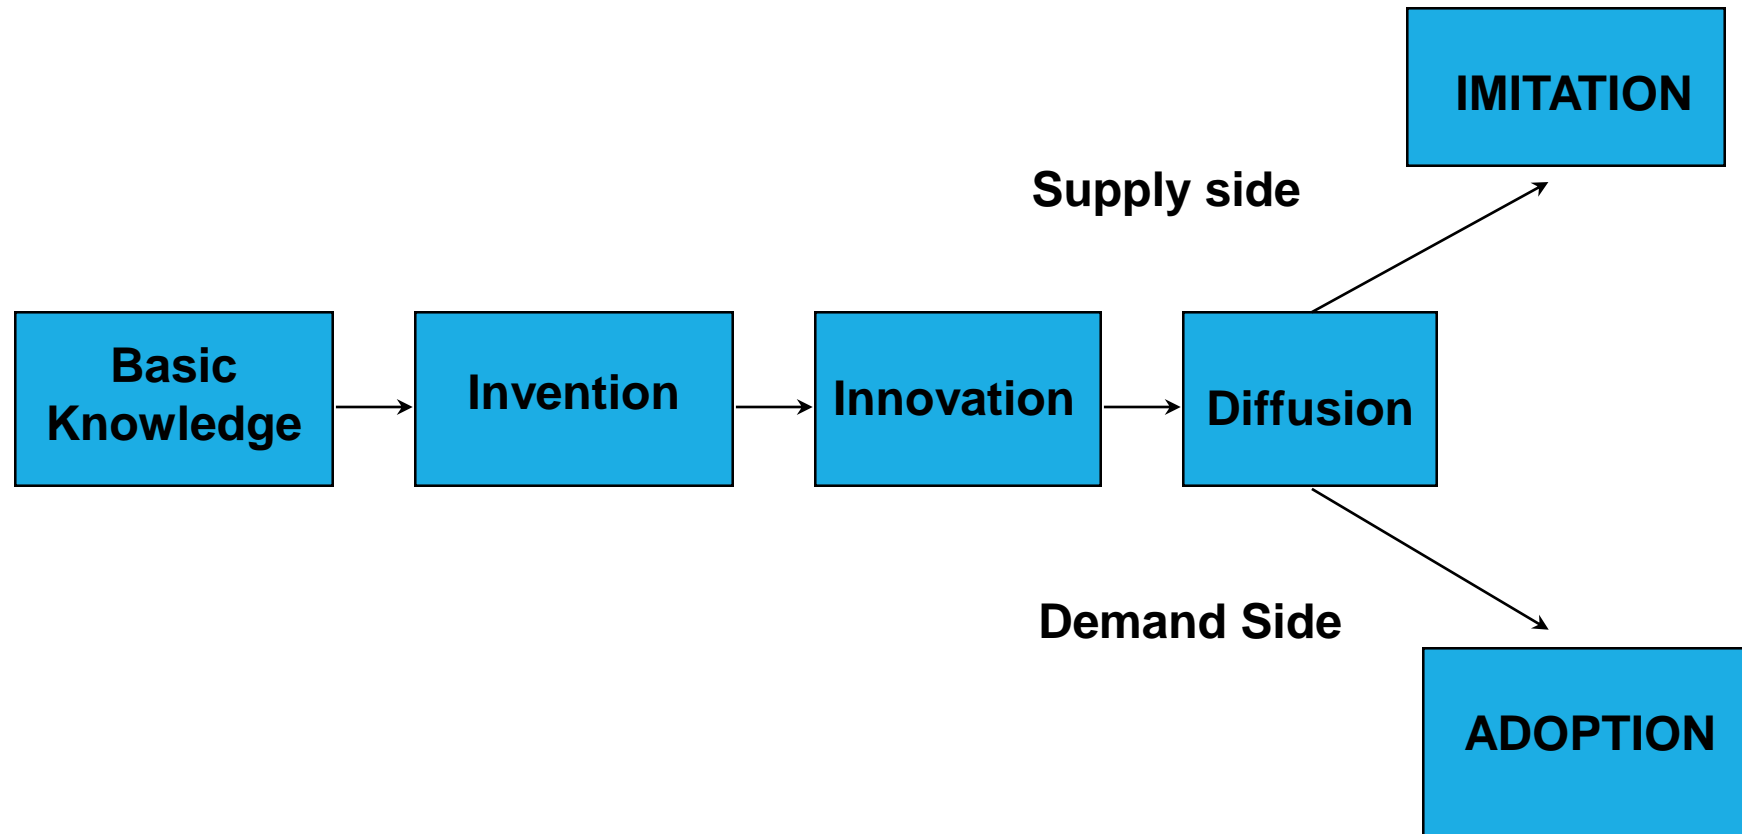 IMITATION
Supply side
Basic
Knowledge
Invention
Innovation
Diffusion
Demand Side
ADOPTION